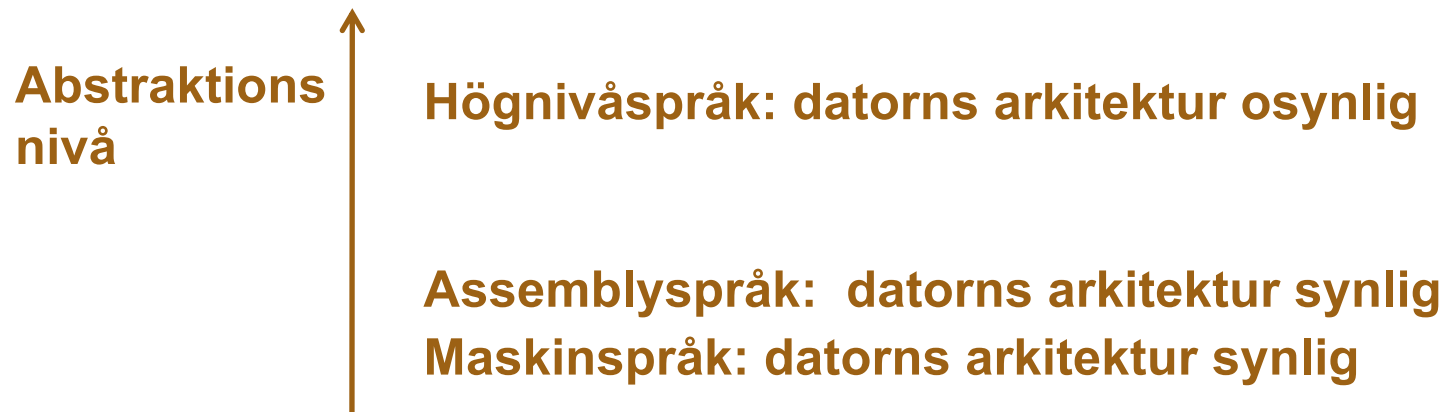 Abstraktions
nivå
Högnivåspråk: datorns arkitektur osynlig
Assemblyspråk: datorns arkitektur synlig
Maskinspråk: datorns arkitektur synlig